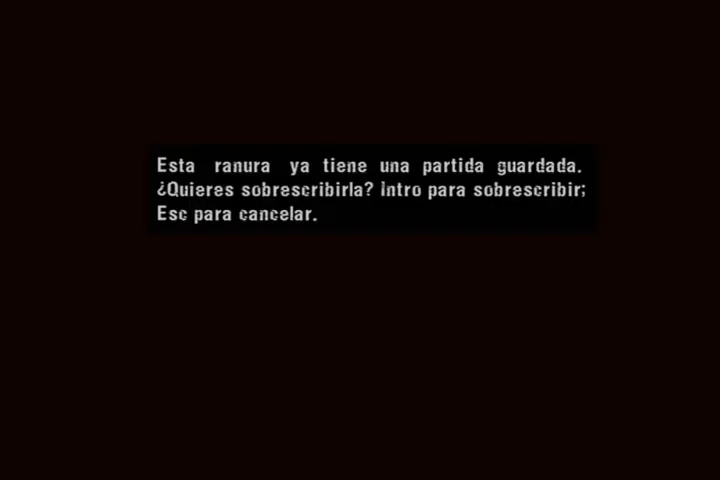 Esta ranura ya tiene una partida guardada.
¿Quieres sobrescribirla? Intro para sobrescribir;
Esc para cancelar.